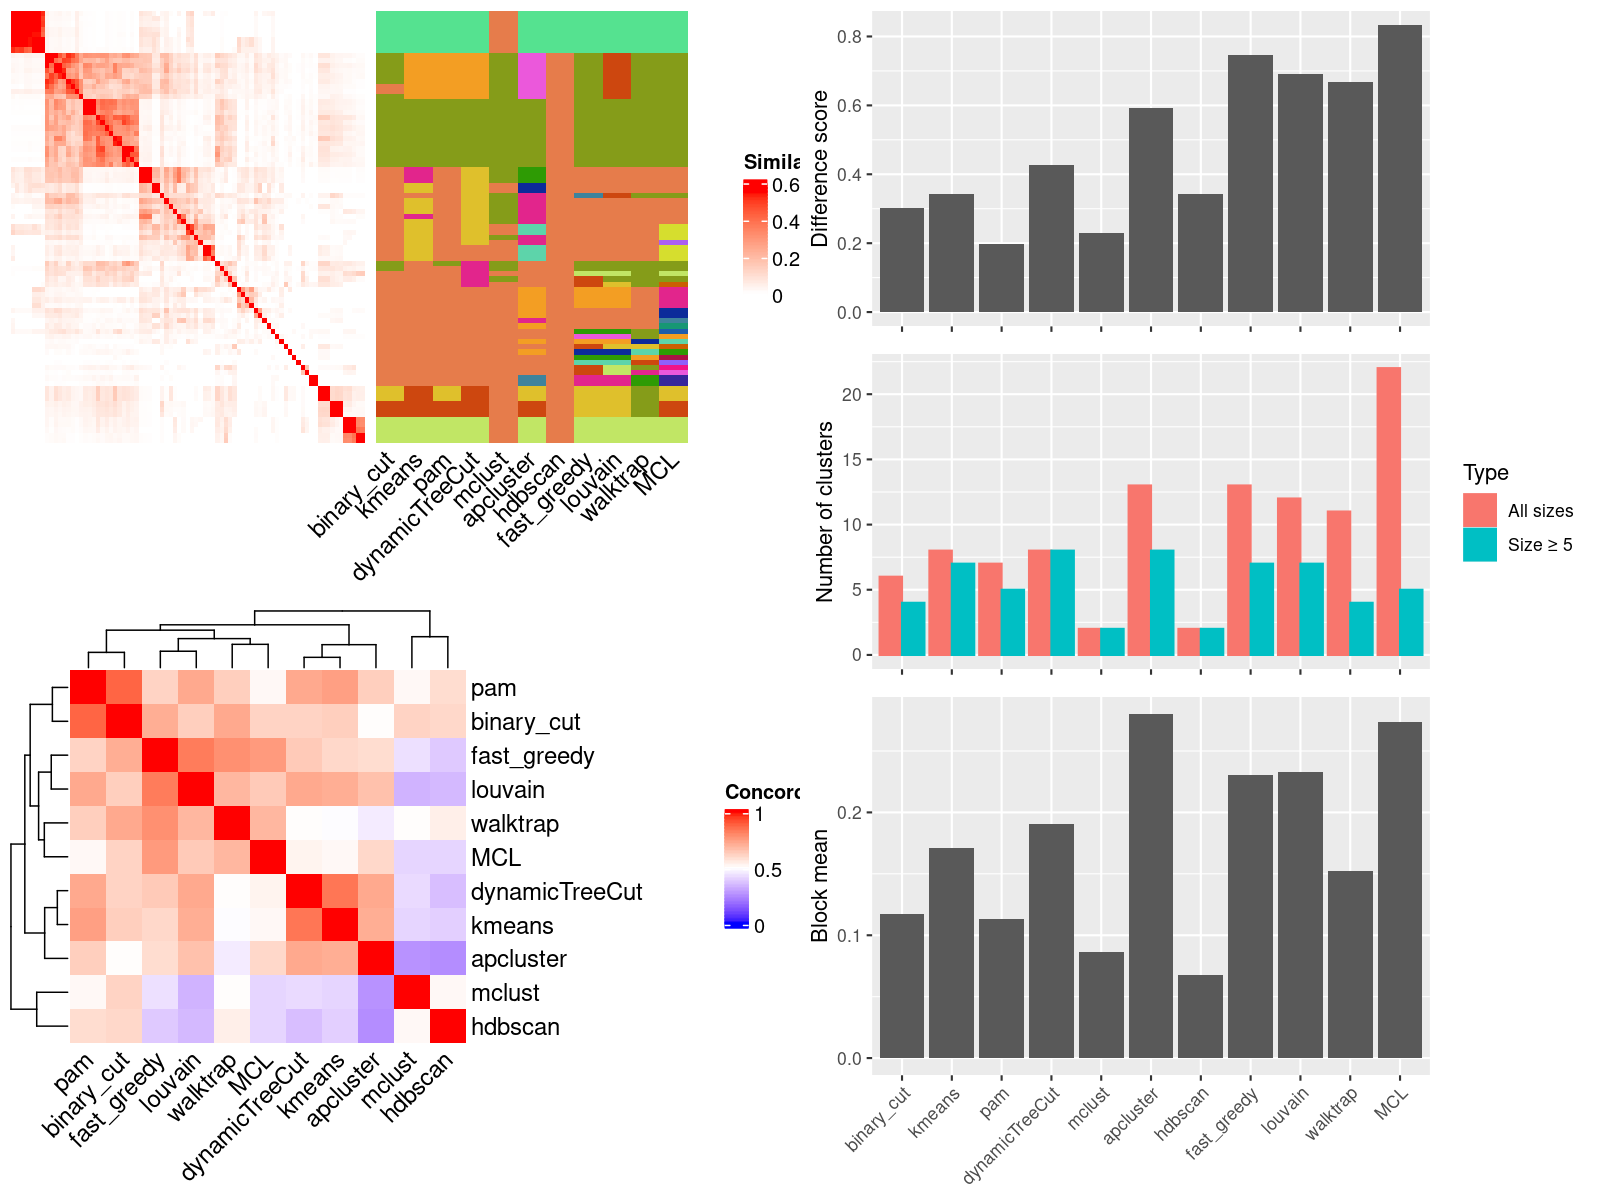 Simila
0.6
0.4
0.2
0
binary_cut
kmeans
pam
dynamicTreeCut
mclust
apcluster
hdbscan
fast_greedy
louvain
walktrap
MCL
pam
binary_cut
fast_greedy
louvain
walktrap
MCL
dynamicTreeCut
kmeans
apcluster
mclust
hdbscan
pam
binary_cut
fast_greedy
louvain
walktrap
MCL
dynamicTreeCut
kmeans
apcluster
mclust
hdbscan
Concord
1
0.5
0
Difference score
0.8
0.6
0.4
0.2
0.0
Number of clusters
20
15
10
5
0
Type
All sizes
Size ≥ 5
Block mean
0.2
0.1
0.0
binary_cut
kmeans
pam
dynamicTreeCut
mclust
apcluster
hdbscan
fast_greedy
louvain
walktrap
MCL